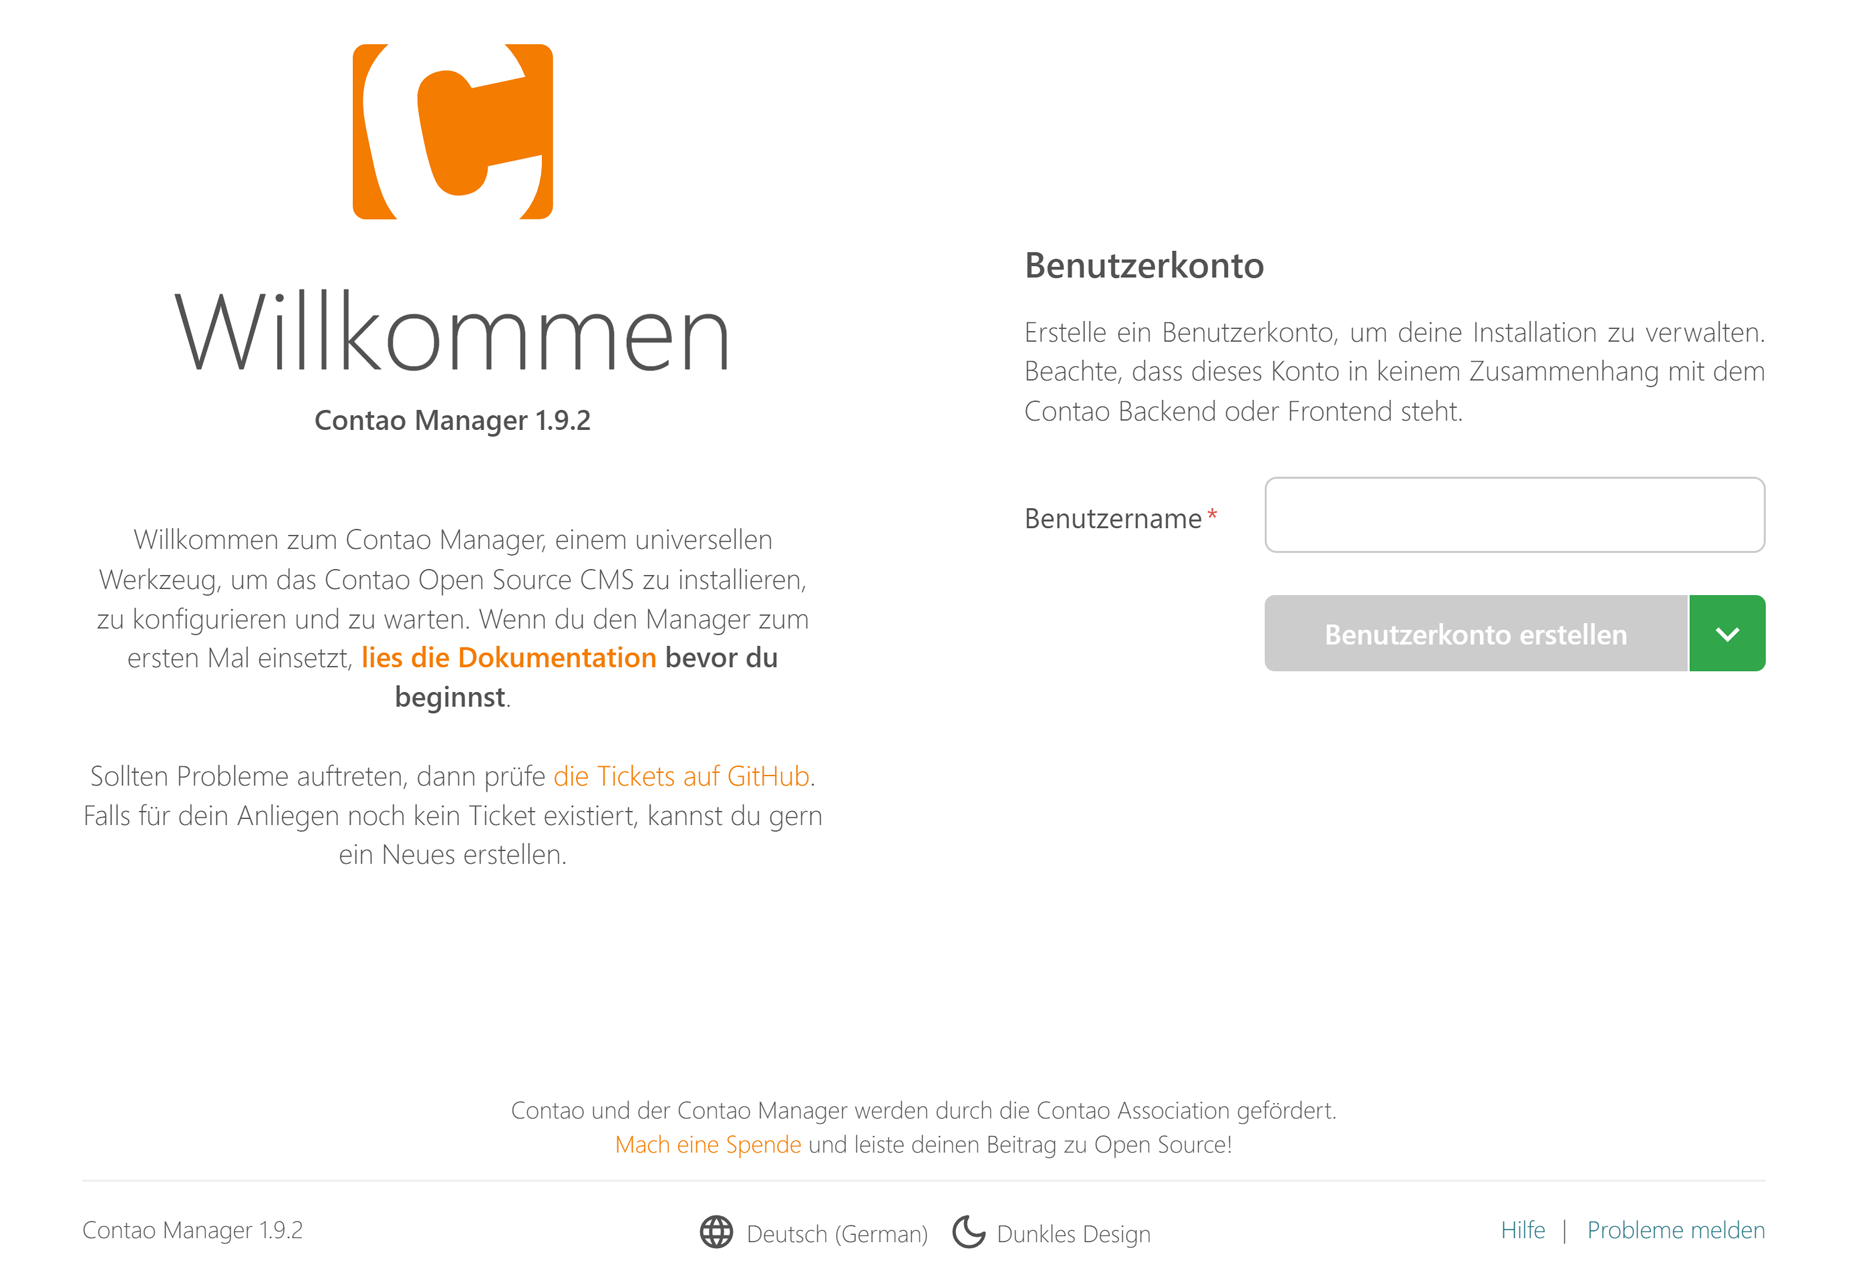 Willkommen
Contao Manager 1.9.2
Willkommen zum Contao Manager, einem universellen
Werkzeug, um das Contao Open Source CMS zu installieren,
zu konfigurieren und zu warten. Wenn du den Manager zum
ersten Mal einsetzt, lies die Dokumentation bevor du
beginnst.
Sollten Probleme auftreten, dann prüfe die Tickets auf GitHub.
Falls für dein Anliegen noch kein Ticket existiert, kannst du gern
ein Neues erstellen.
Benutzerkonto
Erstelle ein Benutzerkonto, um deine Installation zu verwalten.
Beachte, dass dieses Konto in keinem Zusammenhang mit dem
Contao Backend oder Frontend steht.
Benutzername *
Benutzerkonto erstellen
Contao und der Contao Manager werden durch die Contao Association gefördert.
Mach eine Spende und leiste deinen Beitrag zu Open Source!
Contao Manager 1.9.2
Deutsch (German) Dunkles Design
Hilfe | Probleme melden